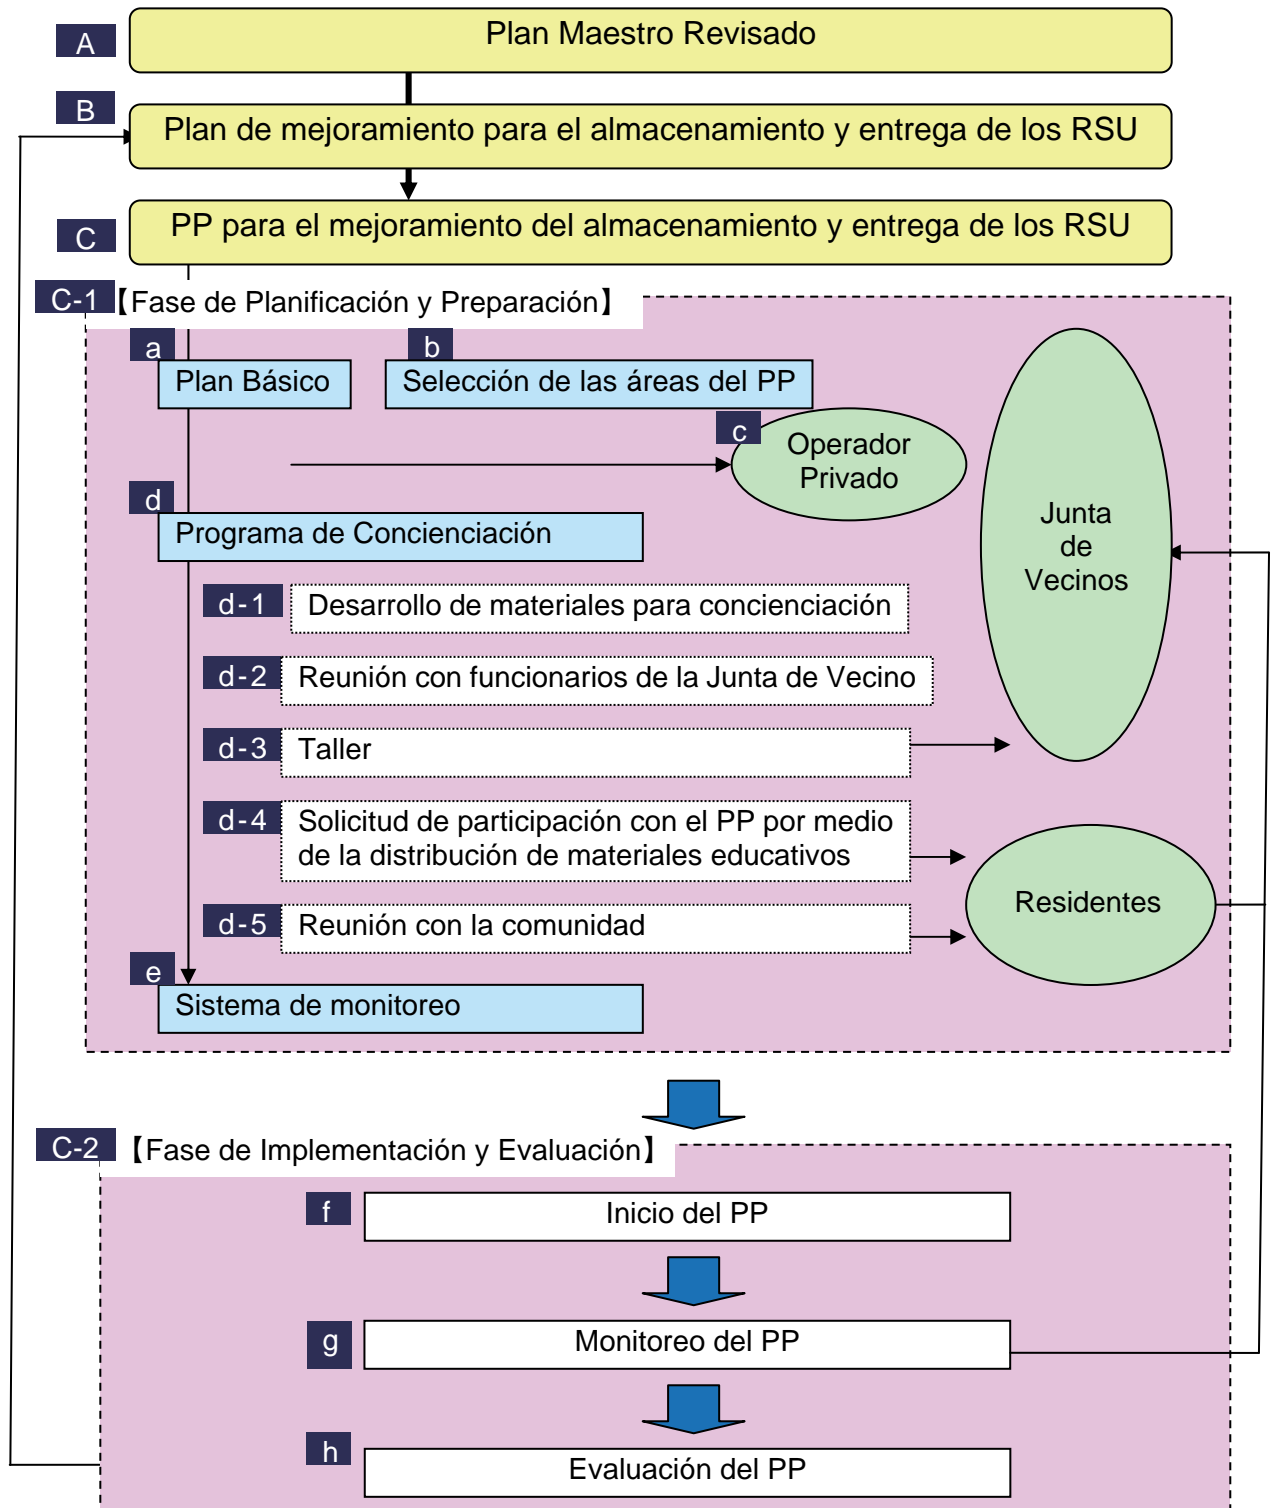 A
Plan Maestro Revisado
B
Plan de mejoramiento para el almacenamiento y entrega de los RSU
C
PP para el mejoramiento del almacenamiento y entrega de los RSU
C-1 【Fase de Planificación y Preparación】
a
Plan Básico
b
Selección de las áreas del PP
c
Operador
Privado
Junta
de
Vecinos
d
Programa de Concienciación
d-1 Desarrollo de materiales para concienciación
d-2 Reunión con funcionarios de la Junta de Vecino
d-3 Taller
d-4 Solicitud de participación con el PP por medio
de la distribución de materiales educativos
Residentes
d-5 Reunión con la comunidad
e
Sistema de monitoreo
C-2 【Fase de Implementación y Evaluación】
f
Inicio del PP
g
Monitoreo del PP
h
Evaluación del PP